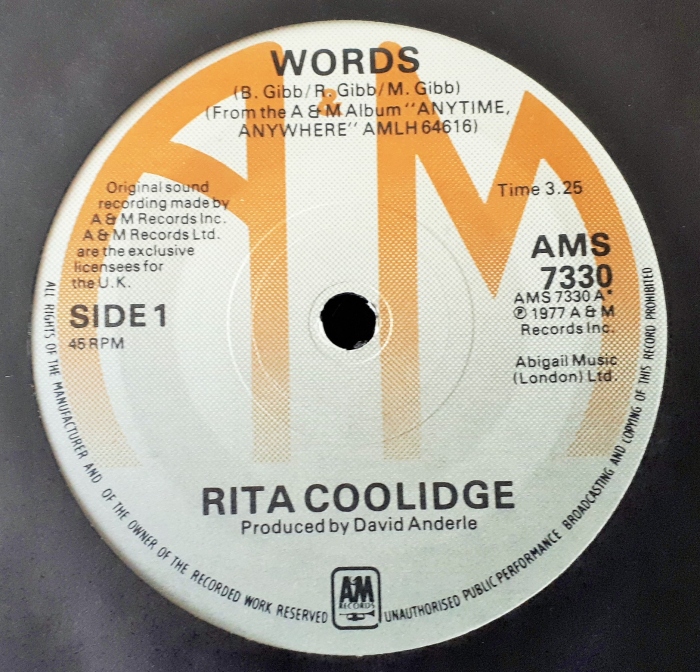 WORDS
(B. Gibb/R. Gibb/M. Gibb)
(From the A & M Album "ANYTIME,
ANYWHERE" AMLH 64616)
Original sound
recording made by
A & M Records Inc.
A & M Records Ltd.
are the exclusive
licensees for
the U.K.
SIDE 1
45 RPM
Time 3.25
AMS
7330
AMS 7330 A*
℗ 1977 A & M
Records Inc.
Abigail Music
(London) Ltd.
RITA COOLIDGE
Produced by David Anderle
ALL RIGHTS OF THE MANUFACTURER AND OF THE OWNER OF THE RECORDED WORK RESERVED
A&M
RECORDS
UNAUTHORISED PUBLIC PERFORMANCE BROADCASTING AND COPYING OF THIS RECORD PROHIBITED
A&M